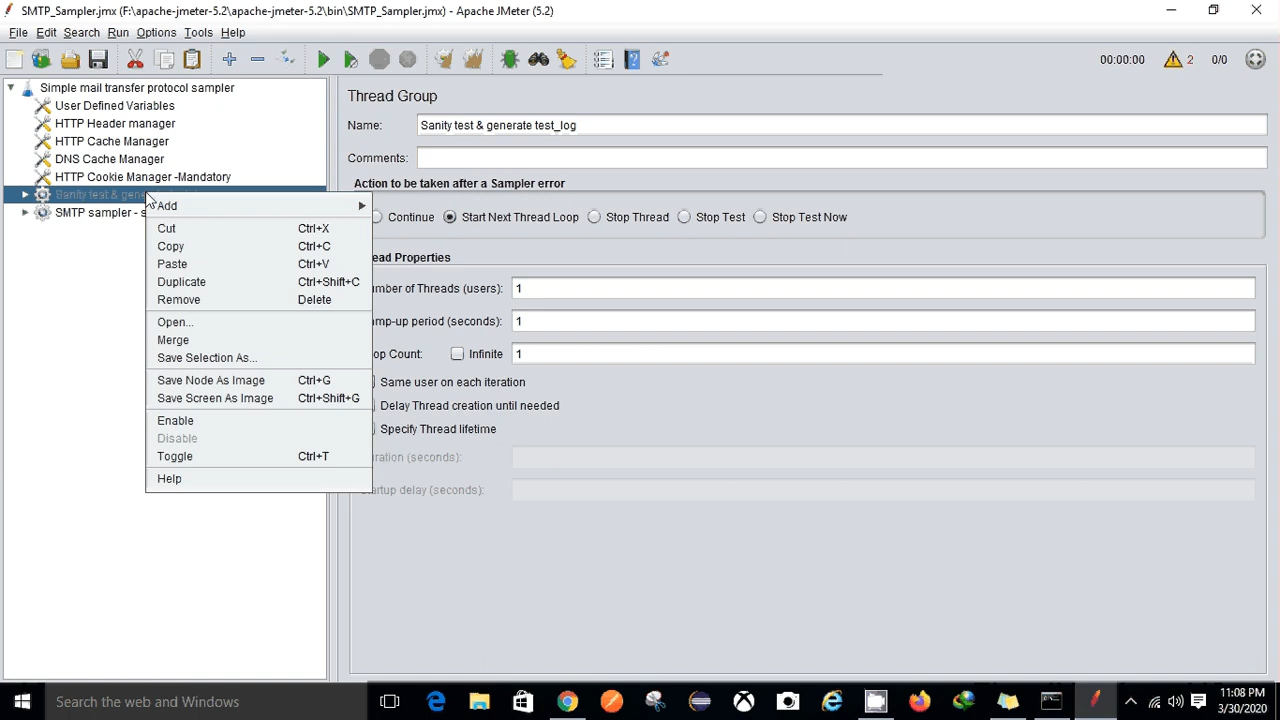 SMTP_Sampler.jmx (F:\apache-jmeter-5.2\apache-jmeter-5.2\bin\SMTP_Sampler.jmx) - Apache JMeter (5.2)
File Edit Search Run Options Tools Help
00:00:00 2 0/0
Simple mail transfer protocol sampler
User Defined Variables
HTTP Header manager
HTTP Cache Manager
DNS Cache Manager
HTTP Cookie Manager -Mandatory
Sanity test &
SMTP sampler -
Add
Cut Ctrl+X
Copy Ctrl+C
Paste Ctrl+V
Duplicate Ctrl+Shift+C
Remove Delete
Open...
Merge
Save Selection As...
Save Node As Image Ctrl+G
Save Screen As Image Ctrl+Shift+G
Enable
Disable
Toggle Ctrl+T
Help
Thread Group
Name: Sanity test & generate test_log
Comments:
Action to be taken after a Sampler error
Continue Start Next Thread Loop Stop Thread Stop Test Stop Test Now
Properties
of Threads (users): 1
period (seconds): 1
Count: Infinite 1
Same user on each iteration
Delay Thread creation until needed
Specify Thread lifetime
(seconds):
delay (seconds):
Search the web and Windows
11:08 PM
3/30/2020